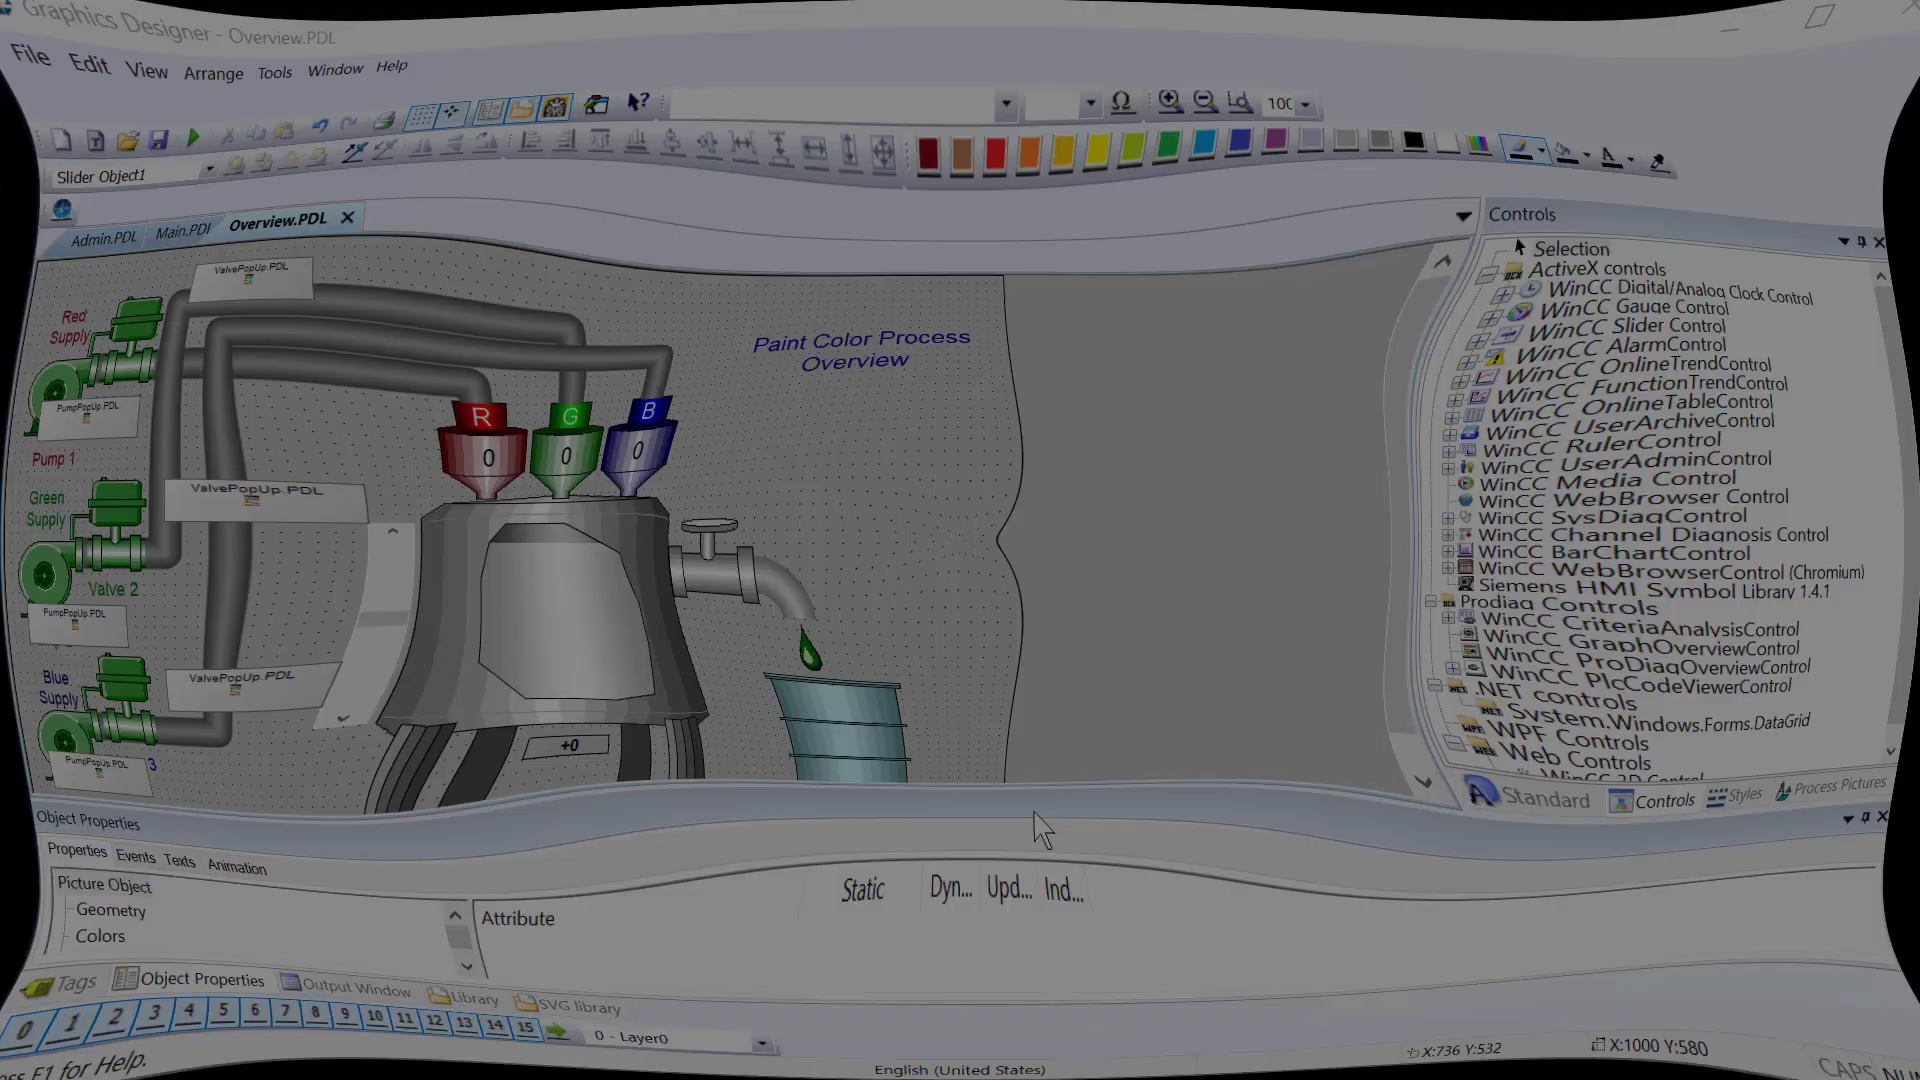 Graphics Designer - Overview.PDL
File Edit View Arrange Tools Window Help
Slider Object1
Admin.PDL Main.PDL Overview.PDL
ValvePopUp.PDL
Red
Supply
PumpPopUp.PDL
Pump 1
Green
Supply
ValvePopUp.PDL
Valve 2
PumpPopUp.PDL
Blue
Supply
ValvePopUp.PDL
PumpPopUp.PDL
3
R G B
0 0 0
+0
Paint Color Process
Overview
Controls
Selection
ActiveX controls
WinCC Digital/Analog Clock Control
WinCC Gauge Control
WinCC Slider Control
WinCC AlarmControl
WinCC OnlineTrendControl
WinCC FunctionTrendControl
WinCC OnlineTableControl
WinCC UserArchiveControl
WinCC RulerControl
WinCC UserAdminControl
WinCC Media Control
WinCC WebBrowser Control
WinCC SysDiagControl
WinCC Channel Diagnosis Control
WinCC BarChartControl
WinCC WebBrowserControl (Chromium)
Siemens HMI Symbol Library 1.4.1
Prodiag Controls
WinCC CriteriaAnalysisControl
WinCC GraphOverviewControl
WinCC ProDiagOverviewControl
WinCC PlcCodeViewerControl
.NET controls
System.Windows.Forms.DataGrid
WPF Controls
Web Controls
WinCC 3D Control
Standard Controls Styles Process Pictures
Object Properties
Properties Events Texts Animation
Picture Object
Geometry
Colors
Attribute Static Dyn... Upd... Ind...
Tags Object Properties Output Window Library SVG library
0 1 2 3 4 5 6 7 8 9 10 11 12 13 14 15 0 - Layer0
F1 for Help. English (United States) X:736 Y:532 X:1000 Y:580 CAPS